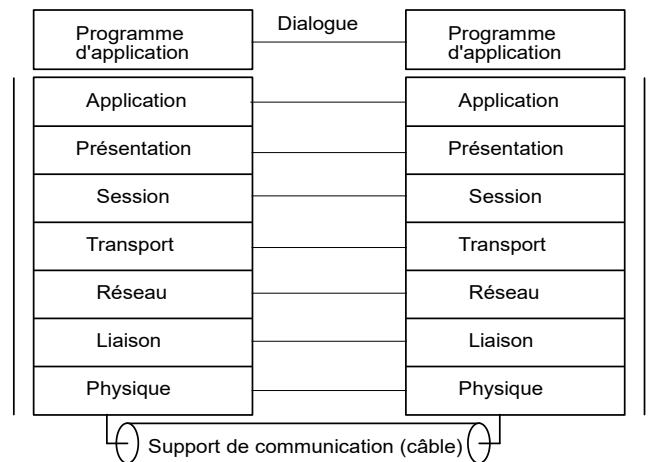 Dialogue
Programme
d'application
Programme
d'application
Application
Application
Présentation
Présentation
Session
Session
Transport
Transport
Réseau
Réseau
Liaison
Liaison
Physique
Physique
Support de communication (câble)